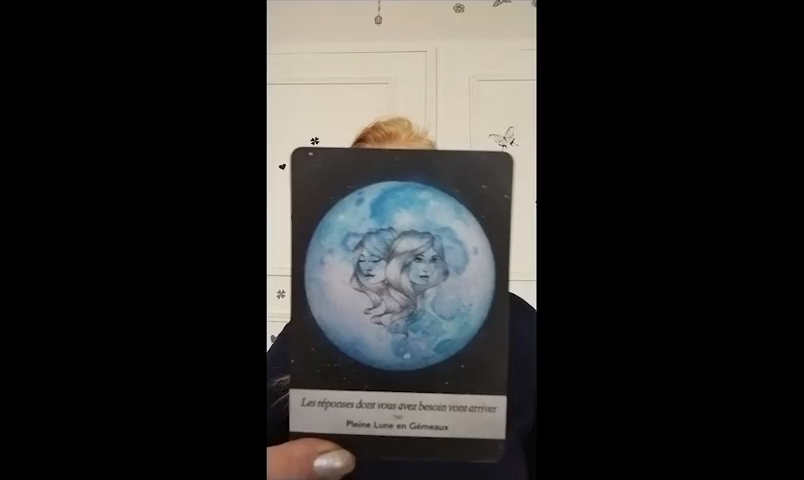 Les réponses dont vous avez besoin vont arriver
Pleine Lune en Gémeaux